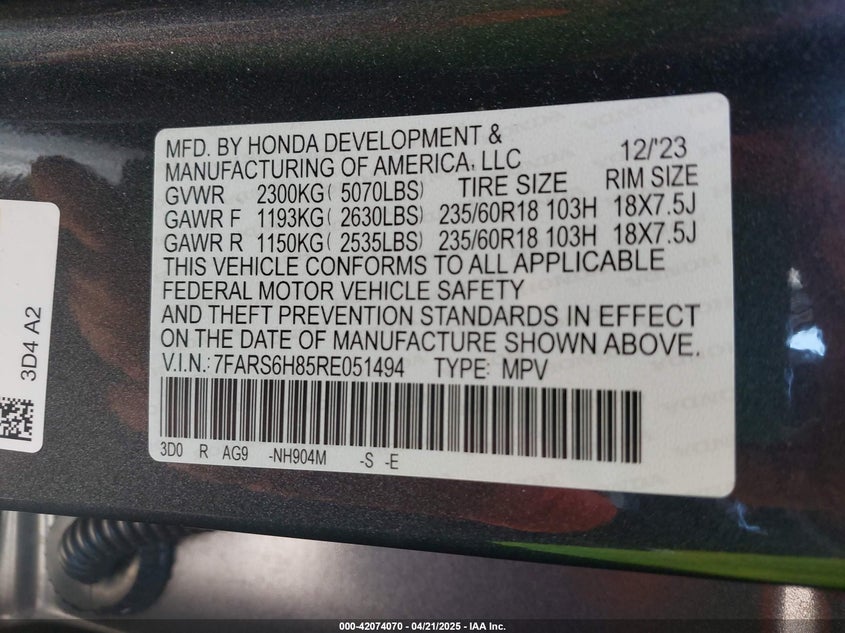 MFD. BY HONDA DEVELOPMENT &
MANUFACTURING OF AMERICA, LLC 12/'23
GVWR 2300KG( 5070LBS) TIRE SIZE RIM SIZE
GAWR F 1193KG( 2630LBS) 235/60R18 103H 18X7.5J
GAWR R 1150KG( 2535LBS) 235/60R18 103H 18X7.5J
THIS VEHICLE CONFORMS TO ALL APPLICABLE
FEDERAL MOTOR VEHICLE SAFETY
AND THEFT PREVENTION STANDARDS IN EFFECT
ON THE DATE OF MANUFACTURE SHOWN ABOVE.
V.I.N.: 7FARS6H85RE051494 TYPE: MPV
3D0 R AG9 -NH904M -S -E
3D4 A2
000-42074070 - 04/21/2025 - IAA Inc.